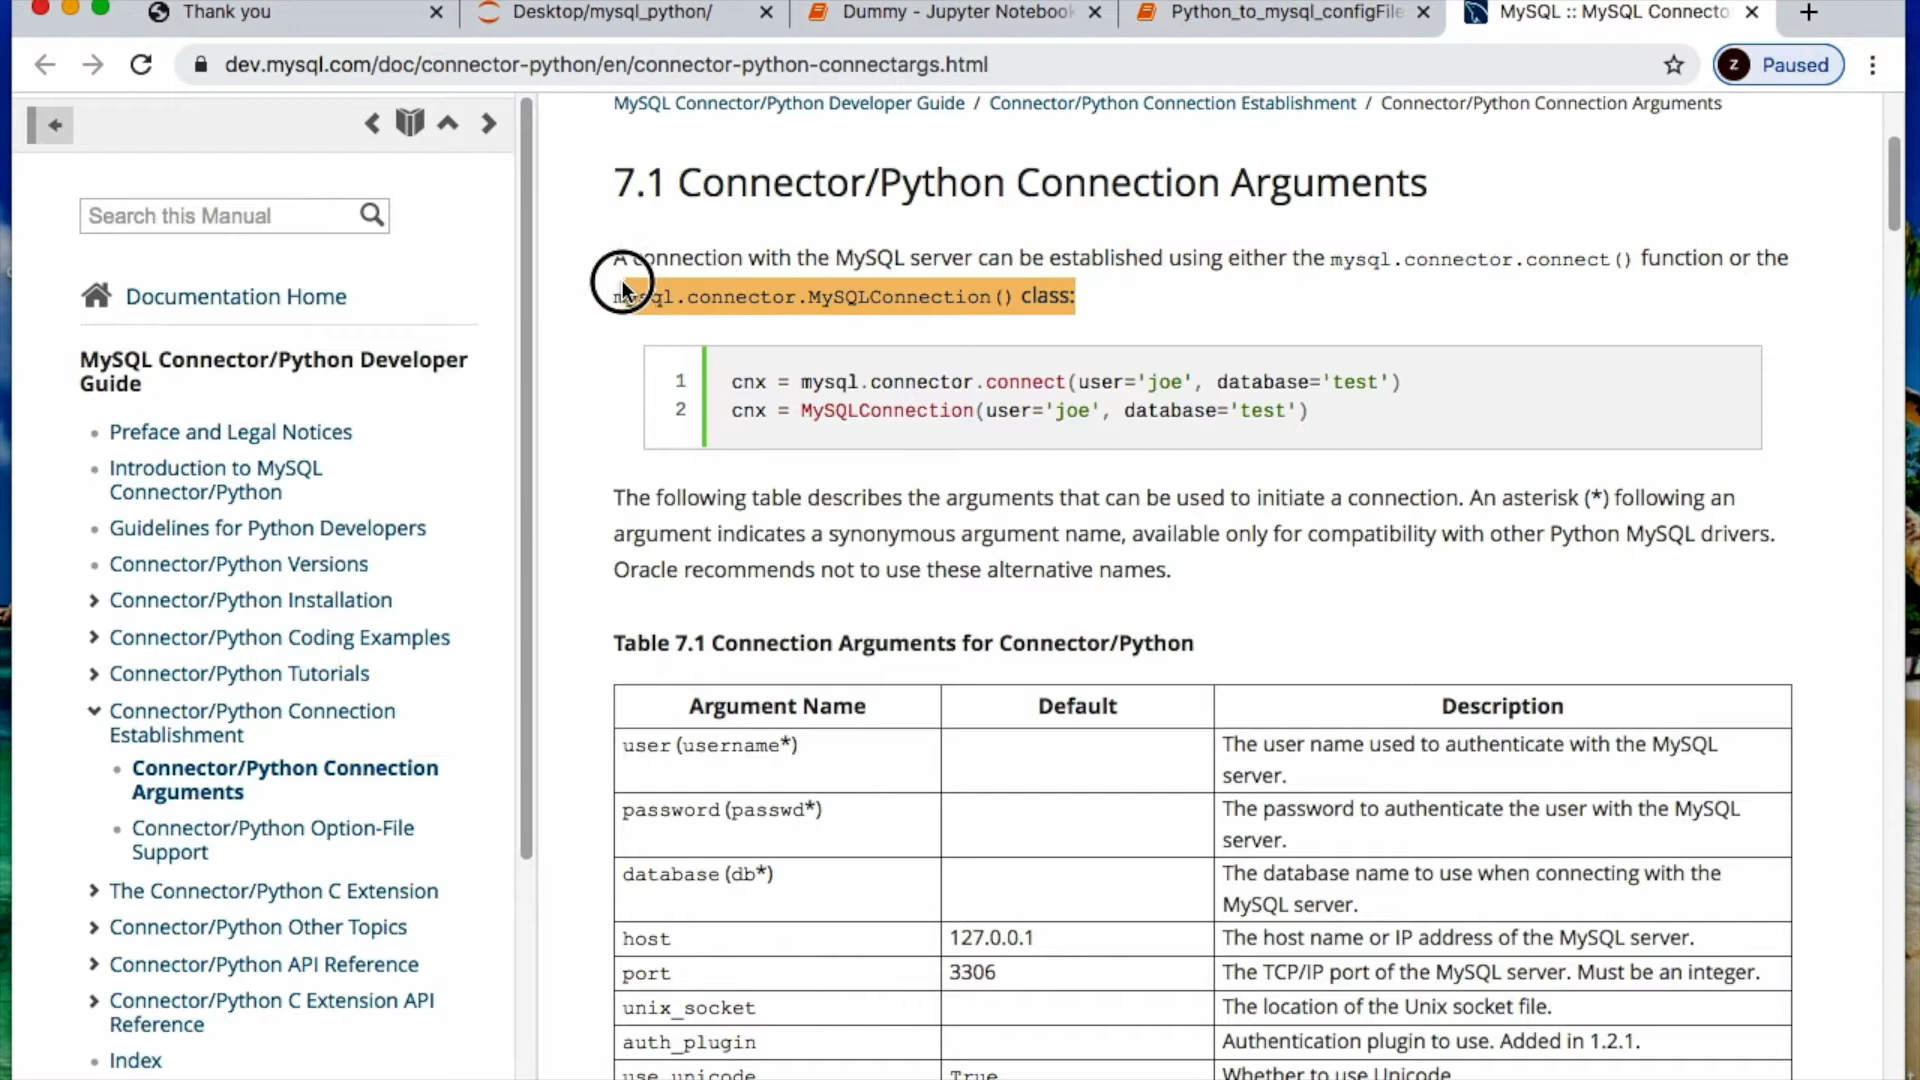 Thank you
Desktop/mysql_python/
Dummy - Jupyter Notebook
Python_to_mysql_configFile
MySQL :: MySQL Connecto
dev.mysql.com/doc/connector-python/en/connector-python-connectargs.html
Z
Paused
Search this Manual
Documentation Home
MySQL Connector/Python Developer
Guide
Preface and Legal Notices
Introduction to MySQL
Connector/Python
Guidelines for Python Developers
Connector/Python Versions
Connector/Python Installation
Connector/Python Coding Examples
Connector/Python Tutorials
Connector/Python Connection
Establishment
Connector/Python Connection
Arguments
Connector/Python Option-File
Support
The Connector/Python C Extension
Connector/Python Other Topics
Connector/Python API Reference
Connector/Python C Extension API
Reference
Index
MySQL Connector/Python Developer Guide / Connector/Python Connection Establishment / Connector/Python Connection Arguments
7.1 Connector/Python Connection Arguments
A connection with the MySQL server can be established using either the mysql.connector.connect() function or the
mysql.connector.MySQLConnection() class:
1 cnx = mysql.connector.connect(user='joe', database='test')
2 cnx = MySQLConnection(user='joe', database='test')
The following table describes the arguments that can be used to initiate a connection. An asterisk (*) following an
argument indicates a synonymous argument name, available only for compatibility with other Python MySQL drivers.
Oracle recommends not to use these alternative names.
Table 7.1 Connection Arguments for Connector/Python
Argument Name Default Description
user (username*) The user name used to authenticate with the MySQL
server.
password (passwd*) The password to authenticate the user with the MySQL
server.
database (db*) The database name to use when connecting with the
MySQL server.
host 127.0.0.1 The host name or IP address of the MySQL server.
port 3306 The TCP/IP port of the MySQL server. Must be an integer.
unix_socket The location of the Unix socket file.
auth_plugin Authentication plugin to use. Added in 1.2.1.
use_unicode True Whether to use Unicode